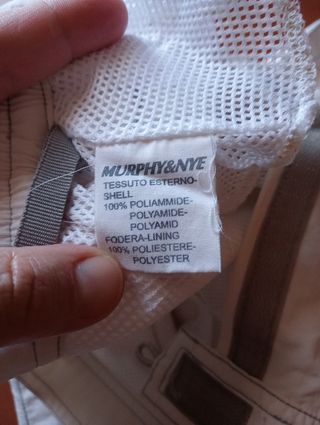 MURPHY&NYE
TESSUTO ESTERNO-
SHELL
100% POLIAMMIDE-
POLYAMIDE-
POLYAMID
FODERA-LINING
100% POLIESTERE-
POLYESTER